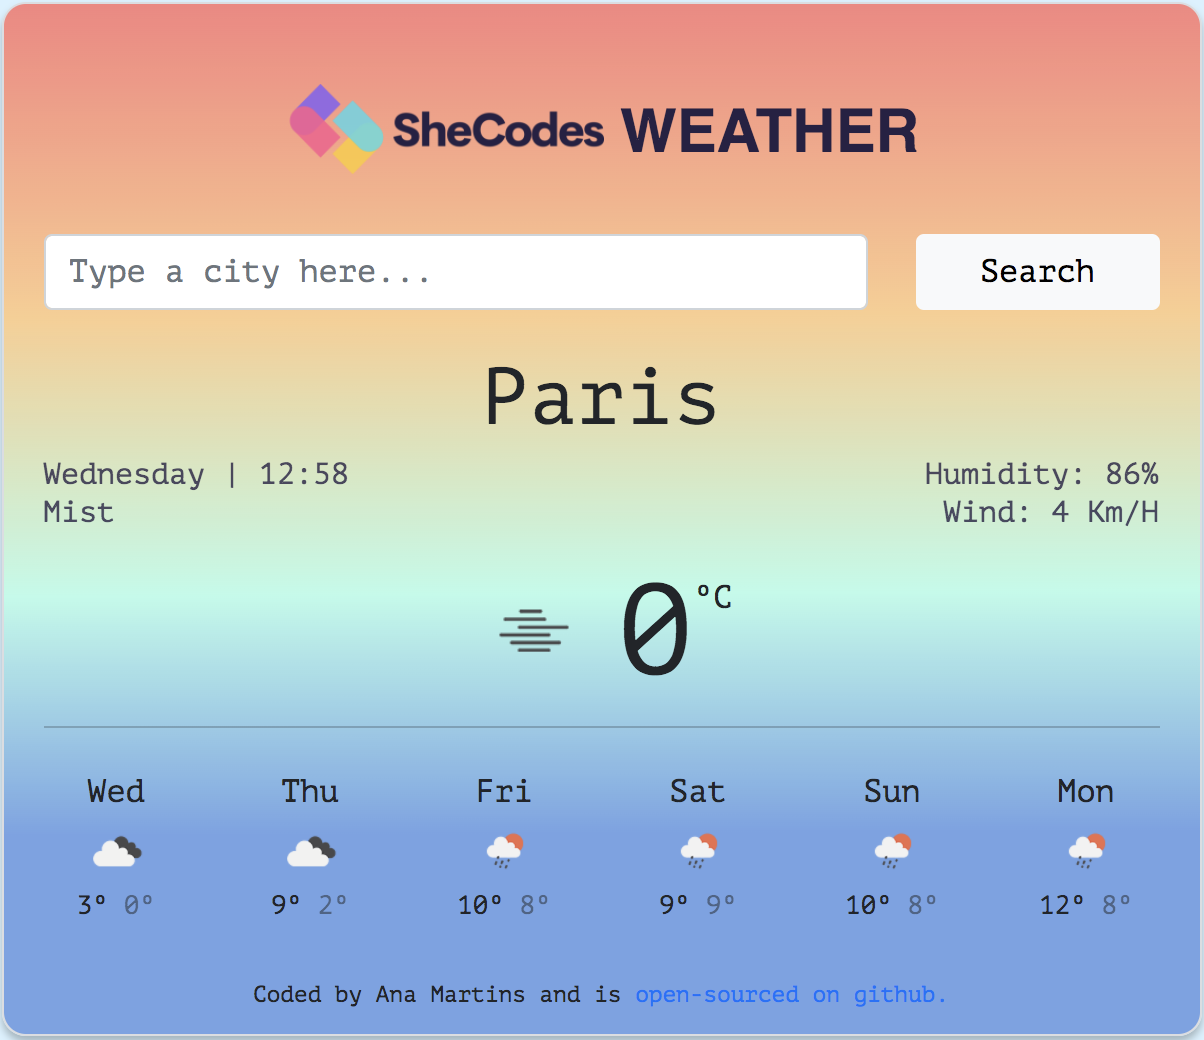 SheCodes WEATHER
Type a city here...
Search
Paris
Wednesday | 12:58
Humidity: 86%
Mist
Wind: 4 Km/H
0°C
Wed Thu Fri Sat Sun Mon
3° 0° 9° 2° 10° 8° 9° 9° 10° 8° 12° 8°
Coded by Ana Martins and is open-sourced on github.